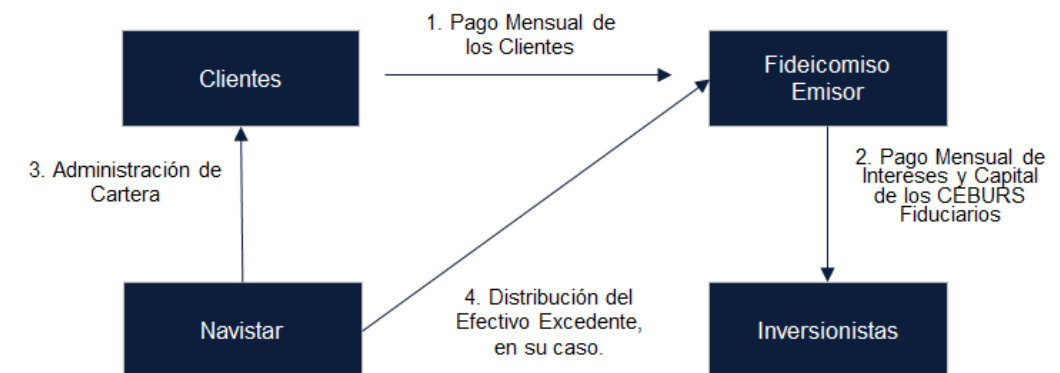 1. Pago Mensual de
los Clientes
Clientes
Fideicomiso
Emisor
3. Administración de
Cartera
2. Pago Mensual de
Intereses y Capital
de los CEBURS
Fiduciarios
Navistar
4. Distribución del
Efectivo Excedente,
en su caso.
Inversionistas